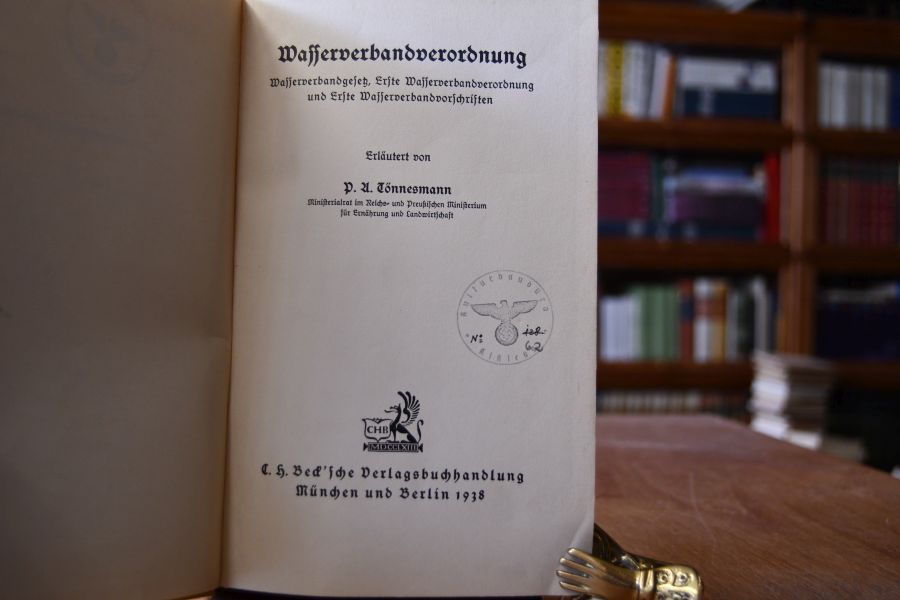 Wasserverbandverordnung
Wasserverbandgesetz, Erste Wasserverbandverordnung
und Erste Wasserverbandvorschriften
Erläutert von
P. A. Tönnesmann
Ministerialrat im Reichs- und Preußischen Ministerium
für Ernährung und Landwirtschaft
Nº 128
62
CHB
MDCCLXIII
C. H. Beck'sche Verlagsbuchhandlung
München und Berlin 1938